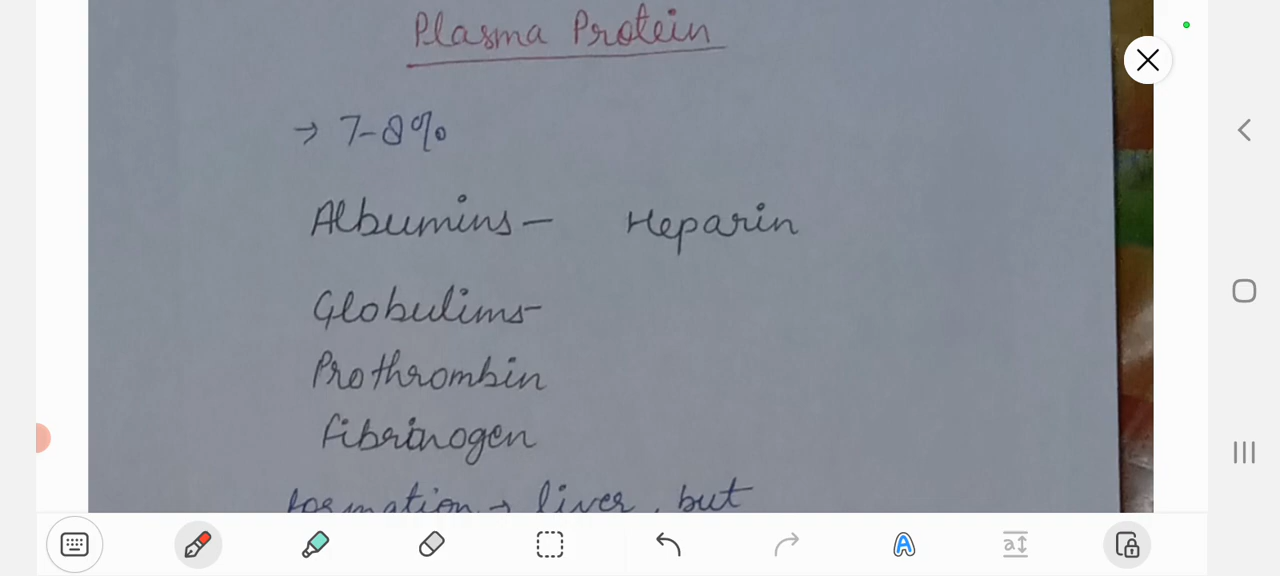 Plasma Protein
→ 7-8%
Albumins — Heparin
Globulims-
Prothrombin
fibrinogen
formation → liver, but